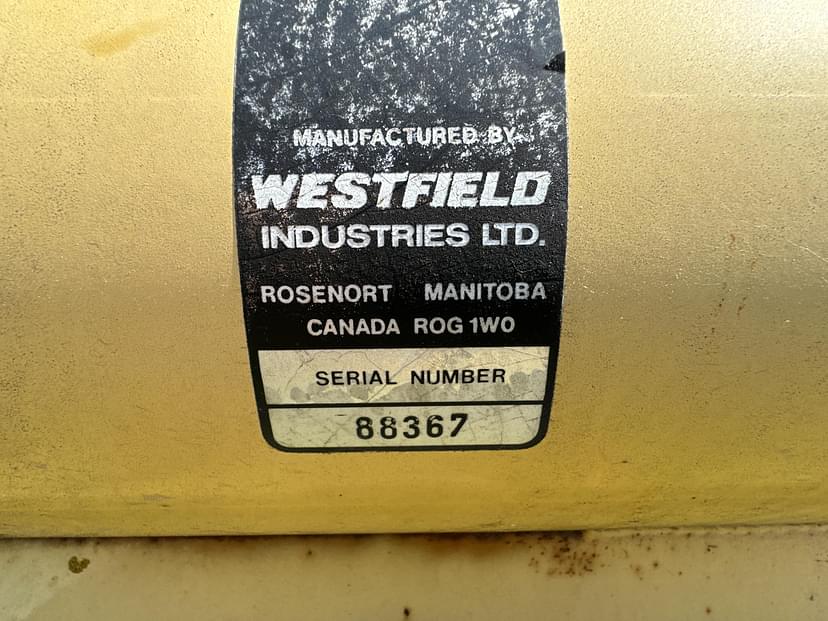 MANUFACTURED BY
WESTFIELD
INDUSTRIES LTD.
ROSENORT MANITOBA
CANADA ROG 1WO
SERIAL NUMBER
88367